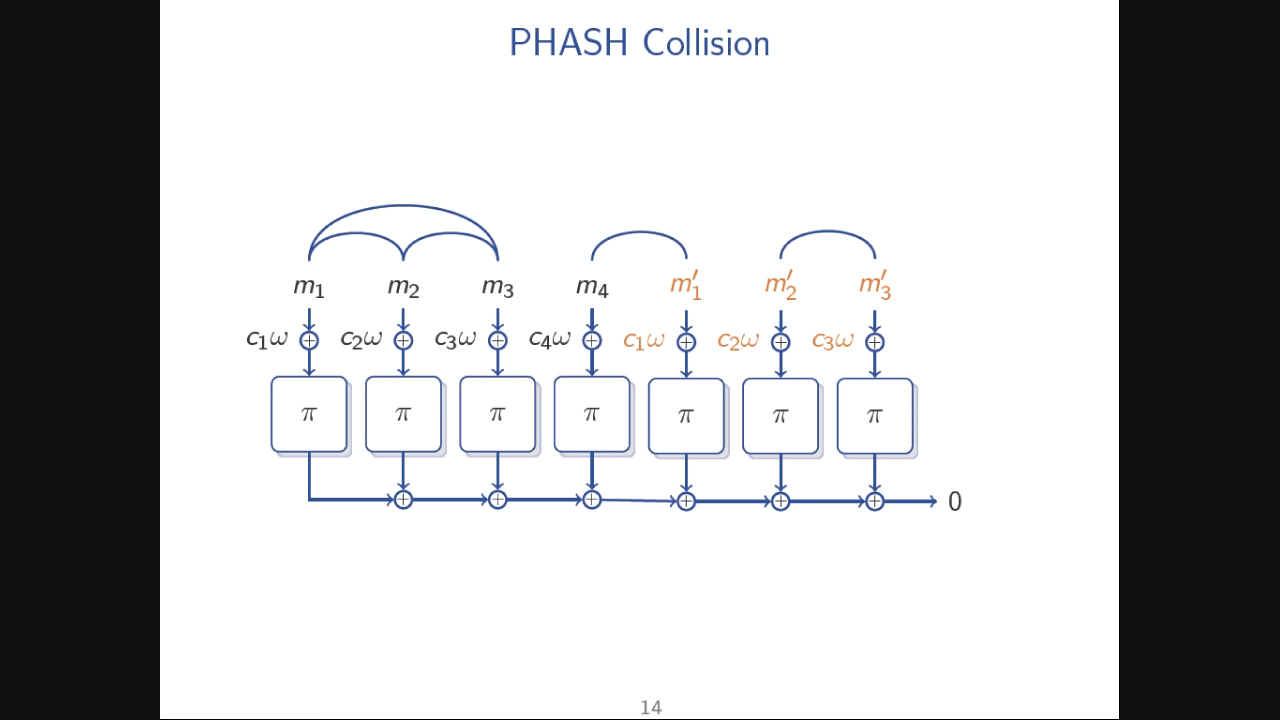 PHASH Collision
m₁ m₂ m₃ m₄ m′₁ m′₂ m′₃
c₁ω c₂ω c₃ω c₄ω c₁ω c₂ω c₃ω
π π π π π π π
0
14